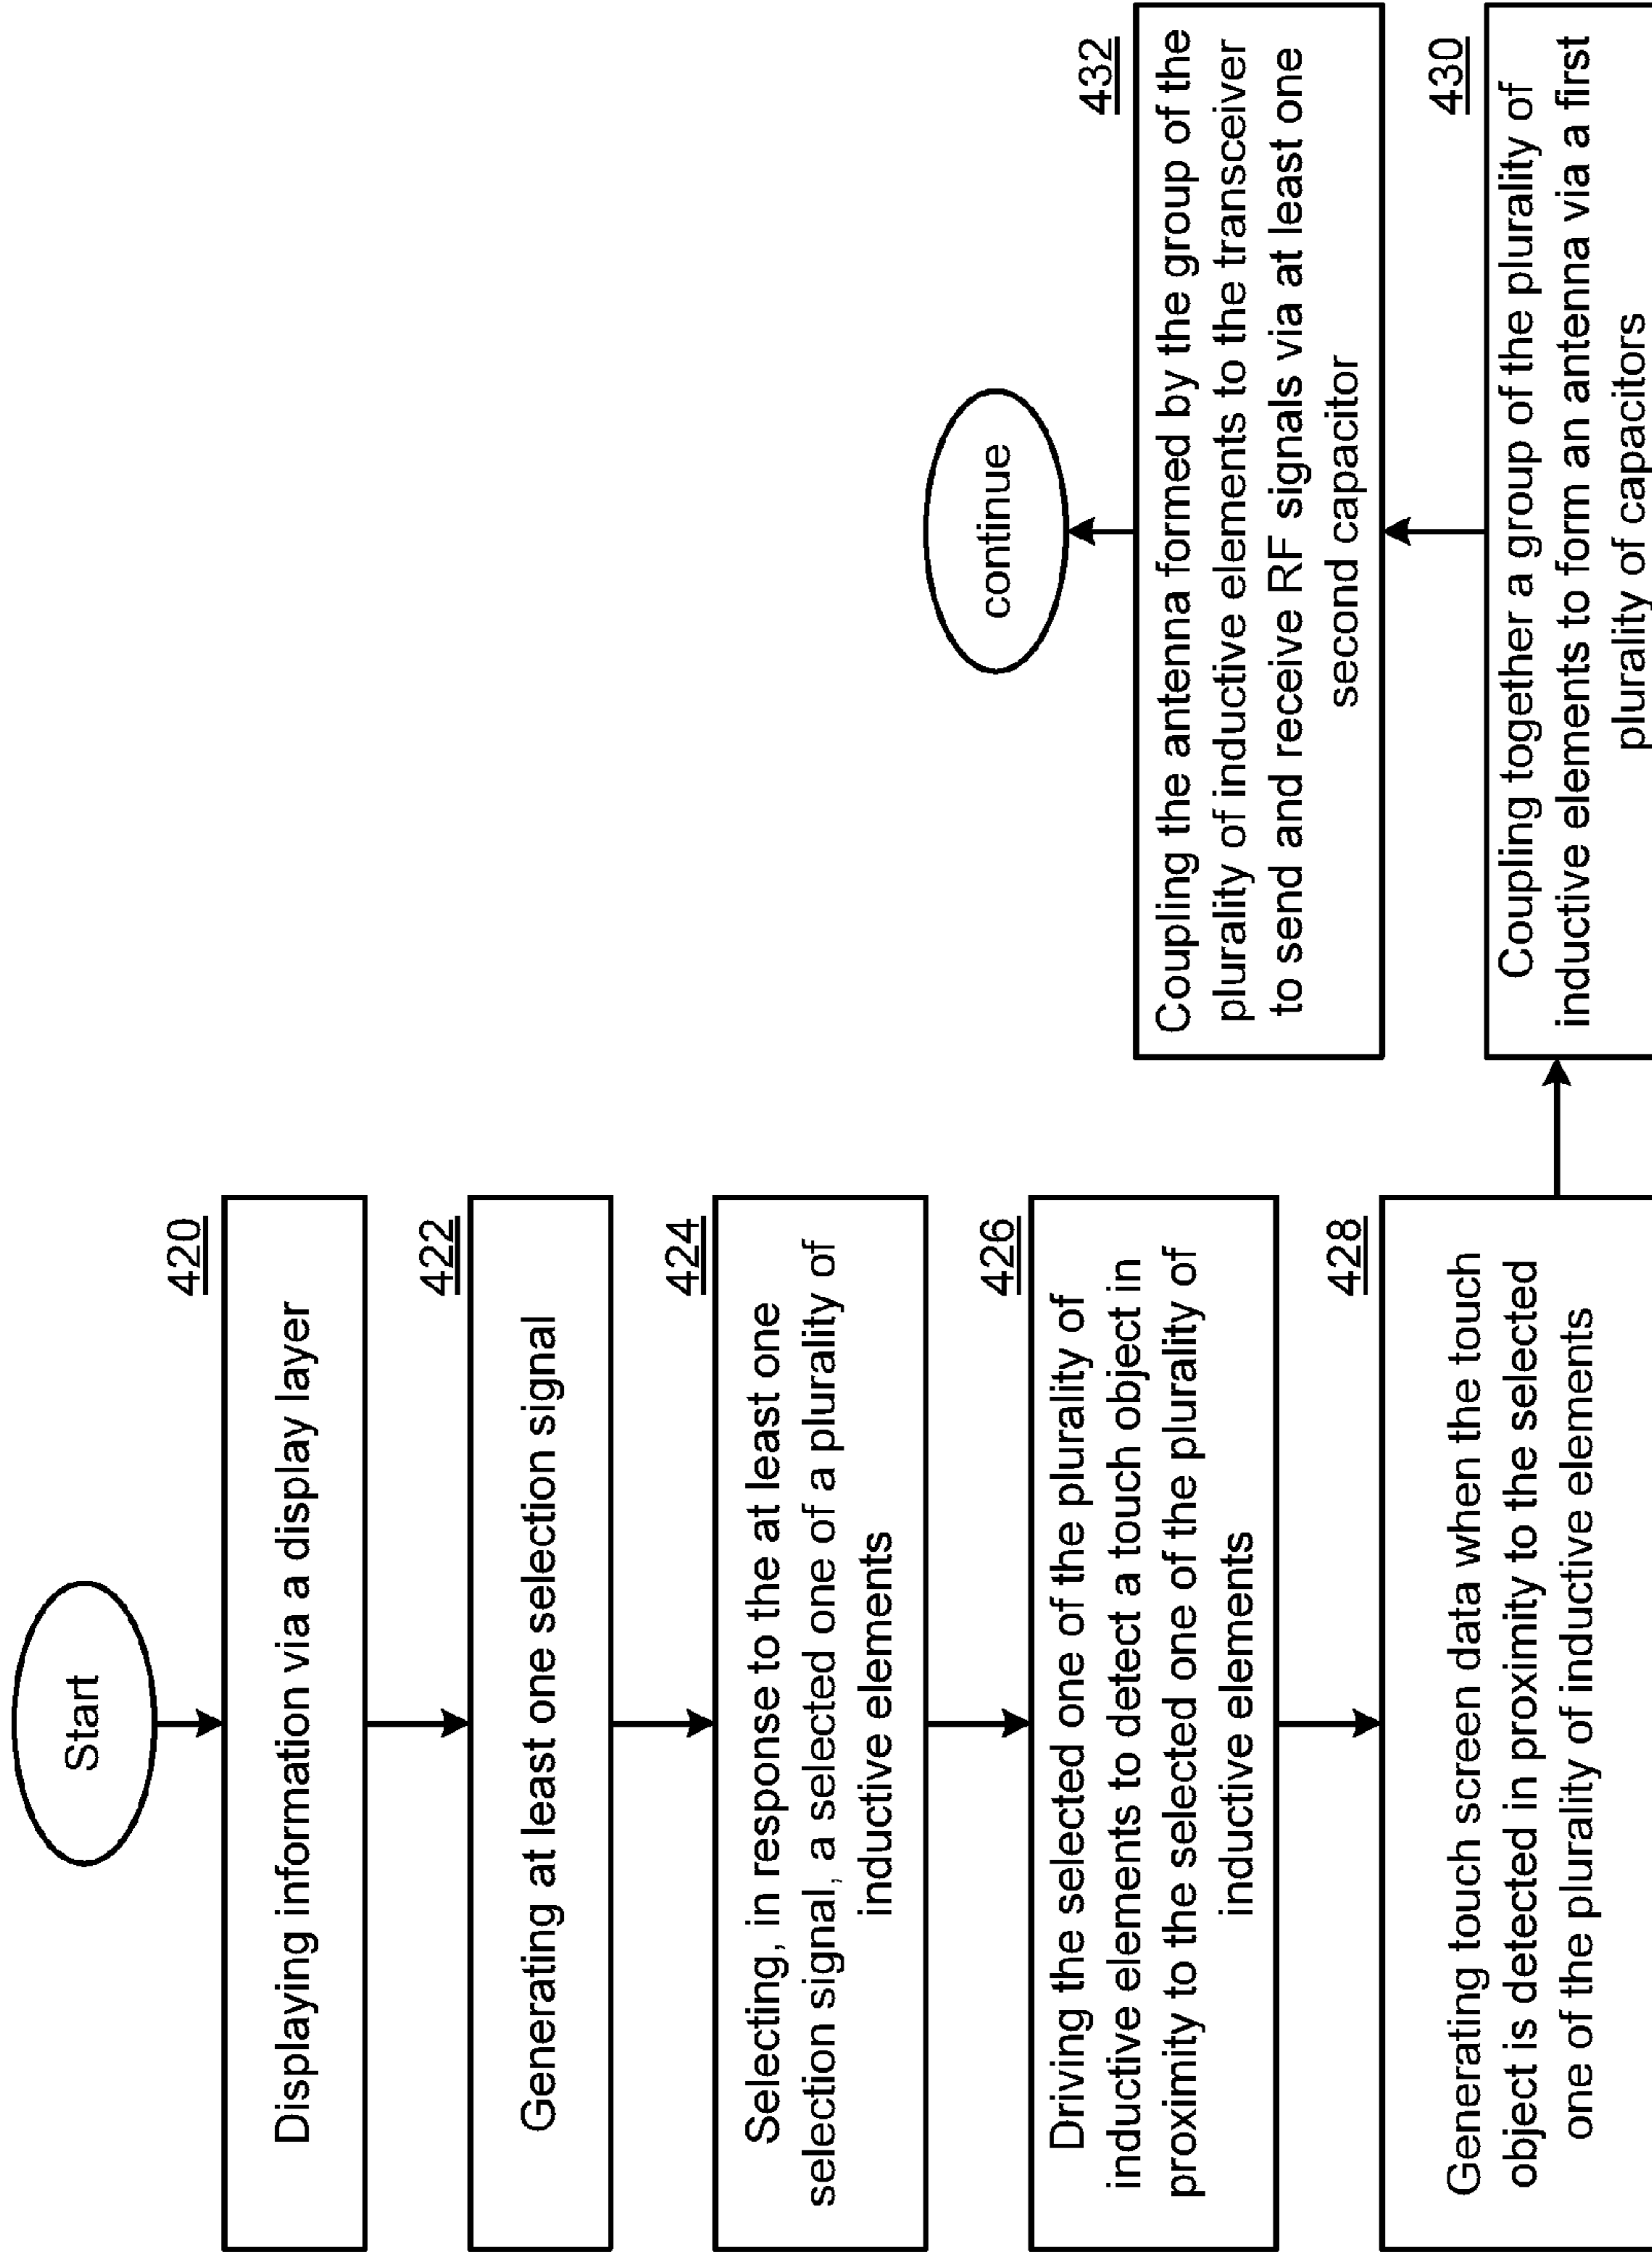 Start
420
Displaying information via a display layer
422
Generating at least one selection signal
424
Selecting, in response to the at least one
selection signal, a selected one of a plurality of
inductive elements
426
Driving the selected one of the plurality of
inductive elements to detect a touch object in
proximity to the selected one of the plurality of
inductive elements
428
Generating touch screen data when the touch
object is detected in proximity to the selected
one of the plurality of inductive elements
430
Coupling together a group of the plurality of
inductive elements to form an antenna via a first
plurality of capacitors
432
Coupling the antenna formed by the group of the
plurality of inductive elements to the transceiver
to send and receive RF signals via at least one
second capacitor
continue